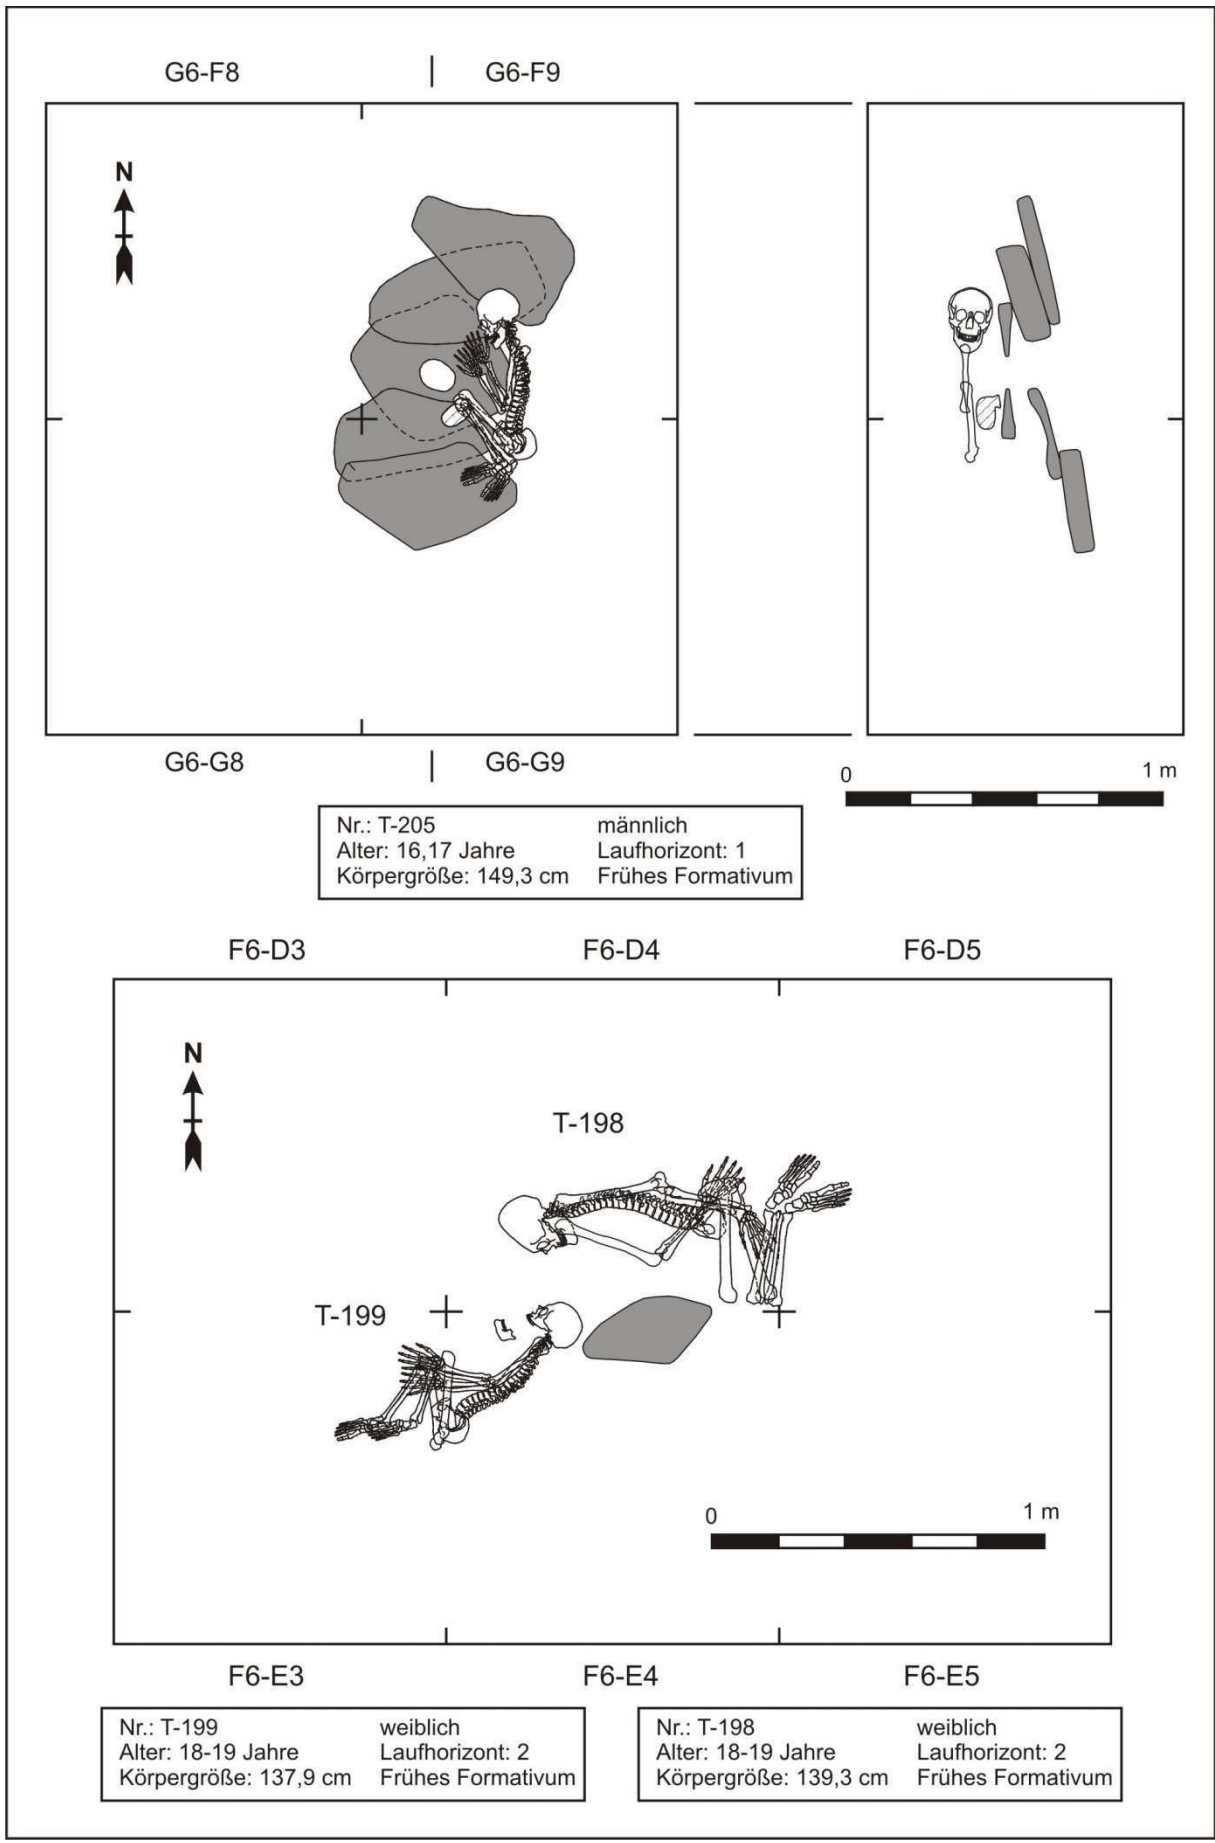 G6-F8 | G6-F9
N
G6-G8 | G6-G9
0 1 m
Nr.: T-205 männlich
Alter: 16,17 Jahre Laufhorizont: 1
Körpergröße: 149,3 cm Frühes Formativum
F6-D3 F6-D4 F6-D5
N
T-198
T-199
0 1 m
F6-E3 F6-E4 F6-E5
Nr.: T-199 weiblich
Alter: 18-19 Jahre Laufhorizont: 2
Körpergröße: 137,9 cm Frühes Formativum
Nr.: T-198 weiblich
Alter: 18-19 Jahre Laufhorizont: 2
Körpergröße: 139,3 cm Frühes Formativum